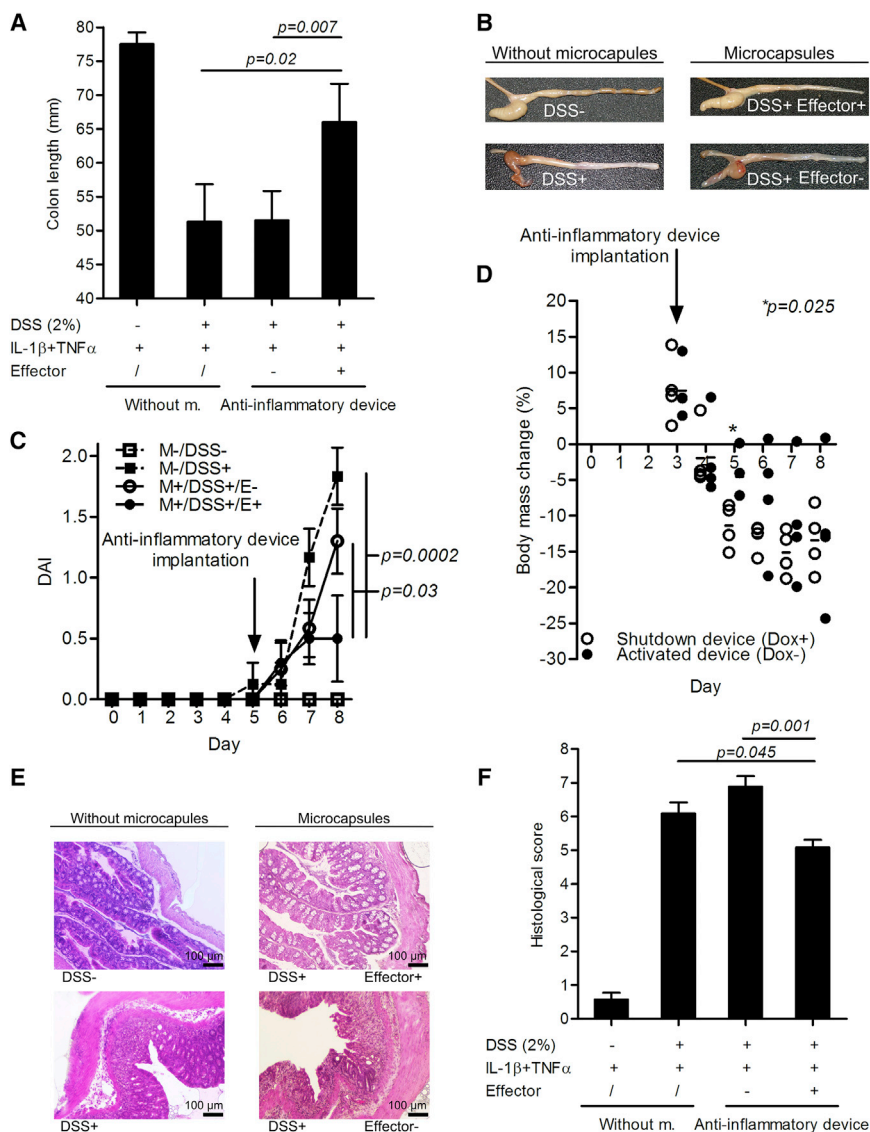 A
p=0.007
p=0.02
80
75
70
65
60
55
50
45
40
Colon length (mm)
DSS (2%) - + + +
IL-1β+TNFα + + + +
Effector / / - +
Without m. Anti-inflammatory device
B
Without microcapules Microcapsules
DSS- DSS+ Effector+
DSS+ DSS+ Effector-
C
M-/DSS-
M-/DSS+
M+/DSS+/E-
M+/DSS+/E+
Anti-inflammatory device
implantation
2.0
1.5
1.0
0.5
0.0
DAI
p=0.0002
p=0.03
0 1 2 3 4 5 6 7 8
Day
Anti-inflammatory device
implantation
D
*p=0.025
20
15
10
5
0
-5
-10
-15
-20
-25
-30
Body mass change (%)
*
0 1 2 3 4 5 6 7 8
Shutdown device (Dox+)
Activated device (Dox-)
Day
E
Without microcapules Microcapsules
100 µm 100 µm
DSS- DSS+ Effector+
100 µm 100 µm
DSS+ DSS+ Effector-
F
p=0.001
p=0.045
8
7
6
5
4
3
2
1
0
Histological score
DSS (2%) - + + +
IL-1β+TNFα + + + +
Effector / / - +
Without m. Anti-inflammatory device